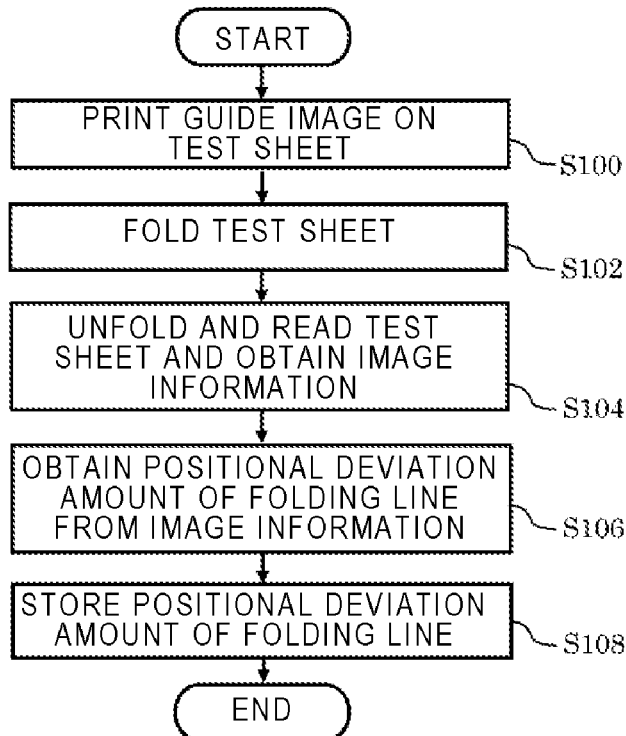 START
PRINT GUIDE IMAGE ON
TEST SHEET
S100
FOLD TEST SHEET
S102
UNFOLD AND READ TEST
SHEET AND OBTAIN IMAGE
INFORMATION
S104
OBTAIN POSITIONAL DEVIATION
AMOUNT OF FOLDING LINE
FROM IMAGE INFORMATION
S106
STORE POSITIONAL DEVIATION
AMOUNT OF FOLDING LINE
S108
END